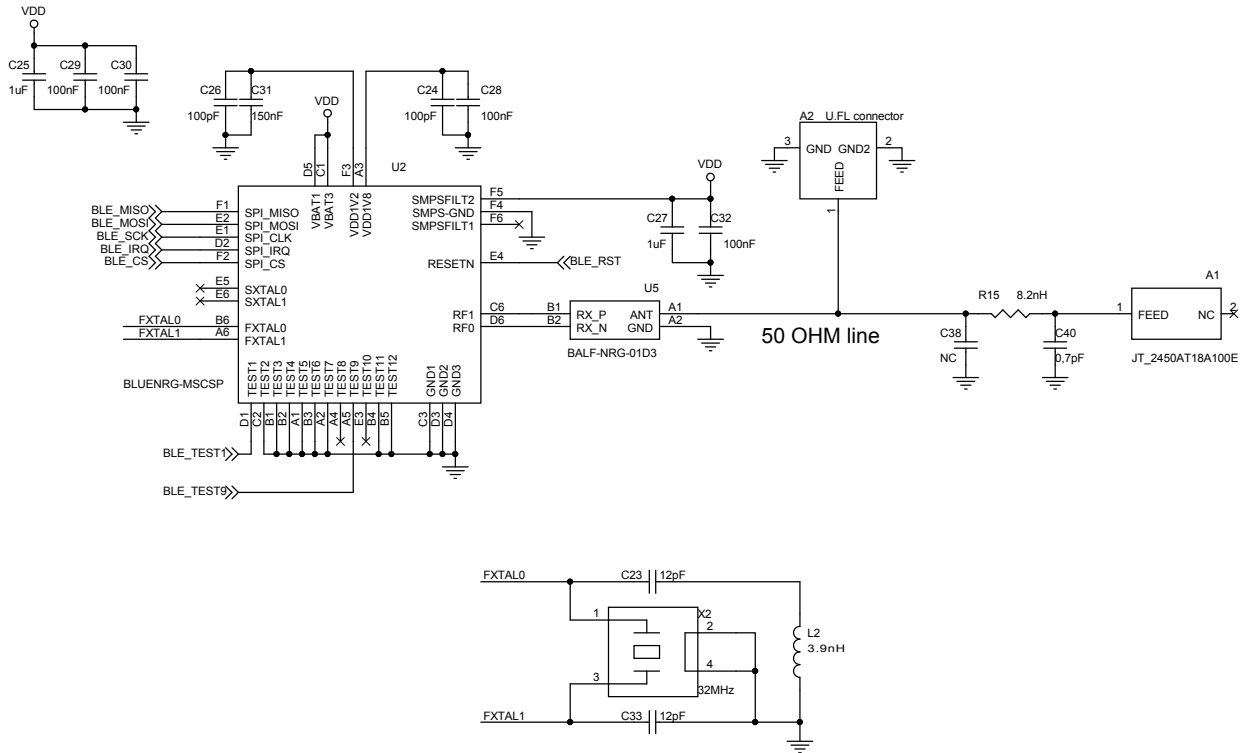 VDD
C25
C29
C30
1uF
100nF
100nF
C26
C31
100pF
150nF
VDD
C24
C28
100pF
100nF
A2 U.FL connector
3
GND GND2
2
FEED
1
D5
C1
F3
A3
U2
VBAT1
VBAT3
VDD1V2
VDD1V8
BLE_MISO
F1
SPI_MISO
BLE_MOSI
E2
SPI_MOSI
BLE_SCK
E1
SPI_CLK
BLE_IRQ
D2
SPI_IRQ
BLE_CS
F2
SPI_CS
E5
SXTAL0
E6
SXTAL1
FXTAL0
B6
FXTAL0
FXTAL1
A6
FXTAL1
SMPSFILT2
F5
SMPS-GND
F4
SMPSFILT1
F6
RESETN
E4
BLE_RST
RF1
C6
RF0
D6
VDD
C27
C32
1uF
100nF
U5
B1
RX_P
ANT
A1
B2
RX_N
GND
A2
BALF-NRG-01D3
50 OHM line
R15
8.2nH
C38
NC
C40
0,7pF
A1
1
FEED
NC
2
JT_2450AT18A100E
BLUENRG-MSCSP
TEST1
TEST2
TEST3
TEST4
TEST5
TEST6
TEST7
TEST8
TEST9
TEST10
TEST11
TEST12
GND1
GND2
GND3
D1
C2
B1
B2
A1
B3
A2
A4
A5
E3
B4
B5
C3
D3
D4
BLE_TEST1
BLE_TEST9
FXTAL0
C23
12pF
1
X2
2
L2
3.9nH
4
3
32MHz
FXTAL1
C33
12pF